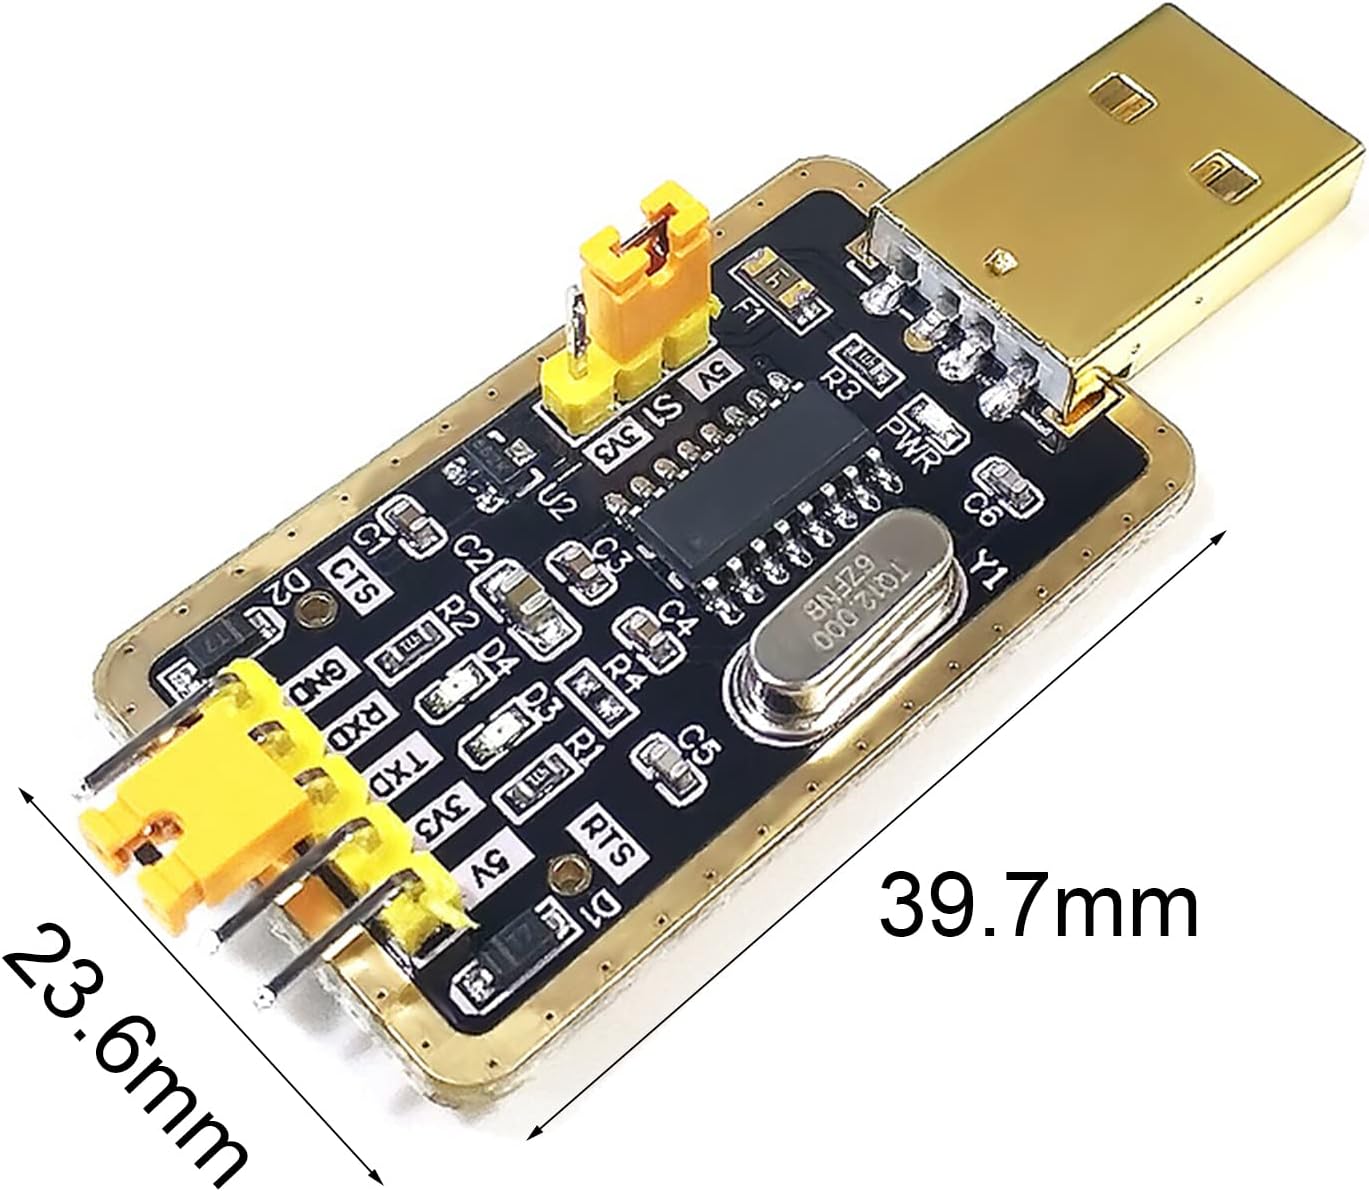 F1
5V
S1
3V3
R3
PWR
C6
U2
Y1
TQ12.000
6ZFNB
C1
C2
C3
C4
C5
D2
CTS
R2
D4
R4
D3
R1
GND
RXD
TXD
3V3
5V
RTS
D1
39.7mm
23.6mm